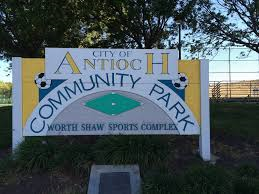 CITY OF
ANTIOCH
COMMUNITY PARK
WORTH SHAW SPORTS COMPLEX